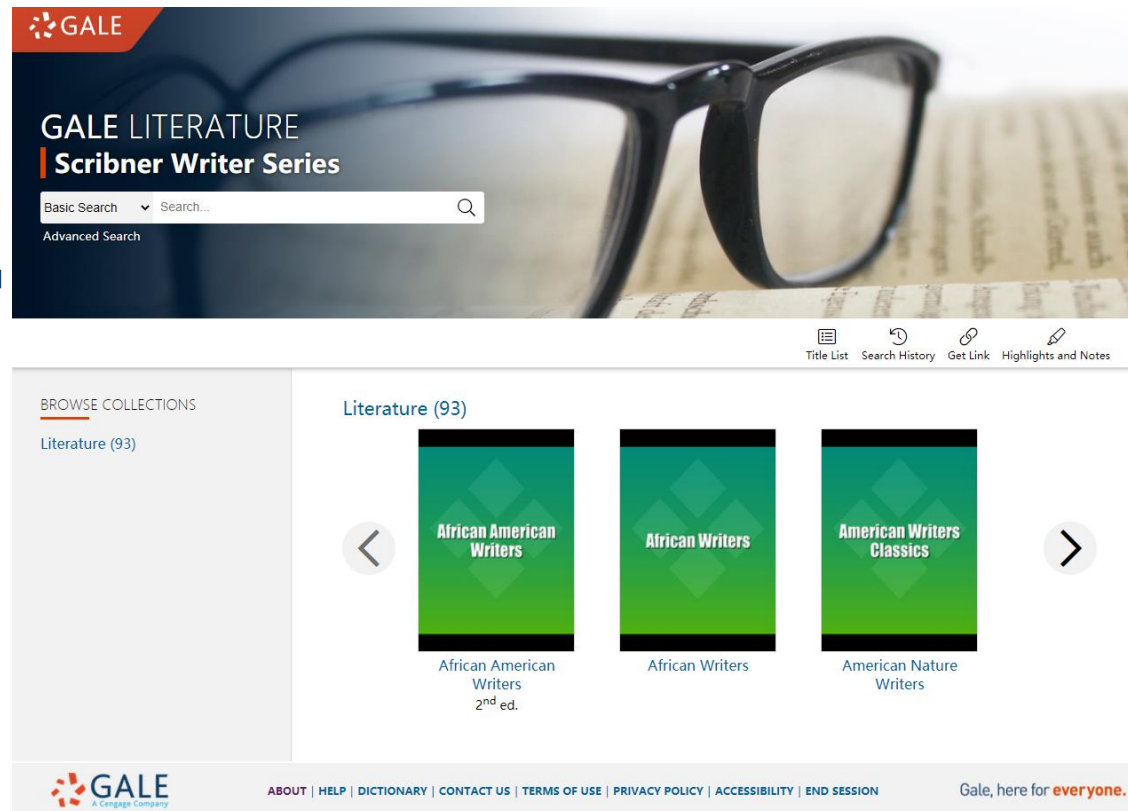 GALE
GALE LITERATURE
Scribner Writer Series
Basic Search Search...
Advanced Search
Title List Search History Get Link Highlights and Notes
BROWSE COLLECTIONS
Literature (93)
Literature (93)
African American
Writers
African Writers
American Writers
Classics
African American
Writers
2nd ed.
African Writers
American Nature
Writers
GALE
A Cengage Company
ABOUT | HELP | DICTIONARY | CONTACT US | TERMS OF USE | PRIVACY POLICY | ACCESSIBILITY | END SESSION
Gale, here for everyone.